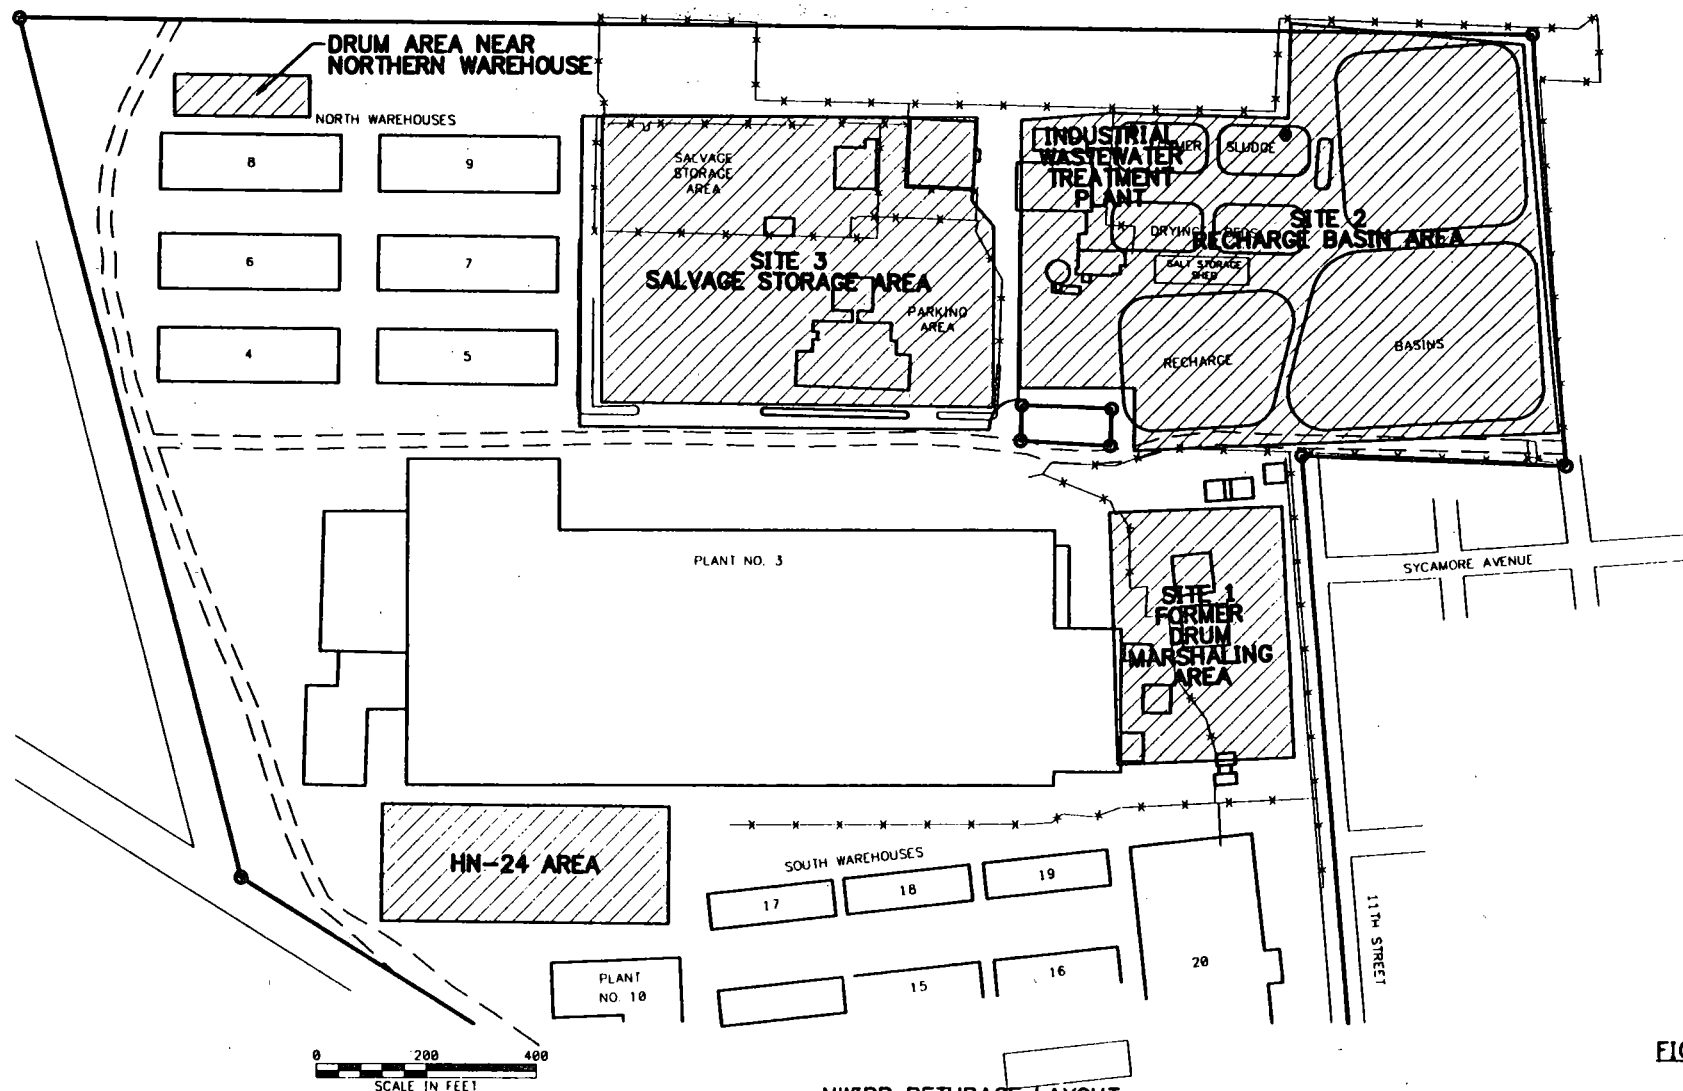 DRUM AREA NEAR
NORTHERN WAREHOUSE
NORTH WAREHOUSES
8
9
6
7
4
5
SALVAGE
STORAGE
AREA
SITE 3
SALVAGE STORAGE AREA
PARKING
AREA
INDUSTRIAL
WASTEWATER
TREATMENT
PLANT
SLUDGE
DRYING BEDS
SITE 2
RECHARGE BASIN AREA
SALT STORAGE
SHED
RECHARGE
BASINS
PLANT NO. 3
SYCAMORE AVENUE
SITE 1
FORMER
DRUM
MARSHALING
AREA
HN-24 AREA
SOUTH WAREHOUSES
17
18
19
11TH STREET
PLANT
NO. 10
15
16
20
0 200 400
SCALE IN FEET